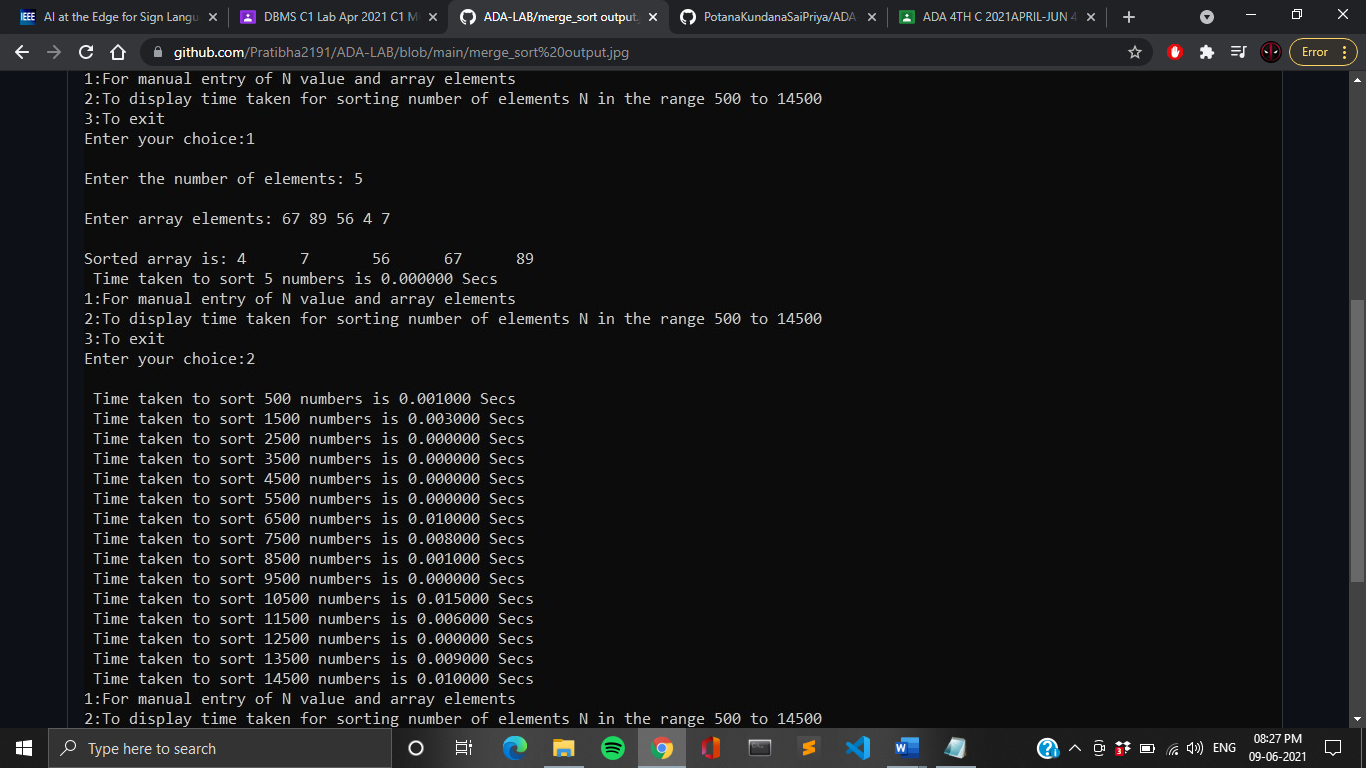 AI at the Edge for Sign Langu
DBMS C1 Lab Apr 2021 C1 M
ADA-LAB/merge_sort output.
PotanaKundanaSaiPriya/ADA
ADA 4TH C 2021APRIL-JUN 4
github.com/Pratibha2191/ADA-LAB/blob/main/merge_sort%20output.jpg
Error
1:For manual entry of N value and array elements
2:To display time taken for sorting number of elements N in the range 500 to 14500
3:To exit
Enter your choice:1
Enter the number of elements: 5
Enter array elements: 67 89 56 4 7
Sorted array is: 4 7 56 67 89
Time taken to sort 5 numbers is 0.000000 Secs
1:For manual entry of N value and array elements
2:To display time taken for sorting number of elements N in the range 500 to 14500
3:To exit
Enter your choice:2
Time taken to sort 500 numbers is 0.001000 Secs
Time taken to sort 1500 numbers is 0.003000 Secs
Time taken to sort 2500 numbers is 0.000000 Secs
Time taken to sort 3500 numbers is 0.000000 Secs
Time taken to sort 4500 numbers is 0.000000 Secs
Time taken to sort 5500 numbers is 0.000000 Secs
Time taken to sort 6500 numbers is 0.010000 Secs
Time taken to sort 7500 numbers is 0.008000 Secs
Time taken to sort 8500 numbers is 0.001000 Secs
Time taken to sort 9500 numbers is 0.000000 Secs
Time taken to sort 10500 numbers is 0.015000 Secs
Time taken to sort 11500 numbers is 0.006000 Secs
Time taken to sort 12500 numbers is 0.000000 Secs
Time taken to sort 13500 numbers is 0.009000 Secs
Time taken to sort 14500 numbers is 0.010000 Secs
1:For manual entry of N value and array elements
2:To display time taken for sorting number of elements N in the range 500 to 14500
Type here to search
ENG
08:27 PM
09-06-2021